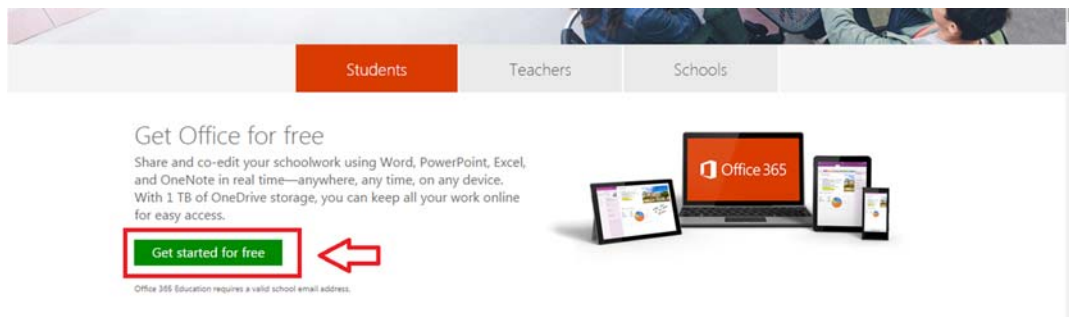 Students Teachers Schools
Get Office for free
Share and co-edit your schoolwork using Word, PowerPoint, Excel,
and OneNote in real time—anywhere, any time, on any device.
With 1 TB of OneDrive storage, you can keep all your work online
for easy access.
Office 365
Get started for free
Office 365 Education requires a valid school email address.